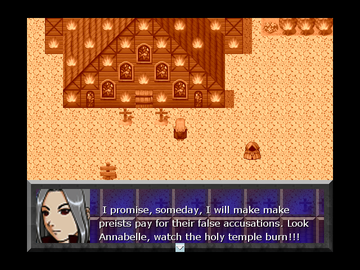 I promise, someday, I will make make
preists pay for their false accusations. Look
Annabelle, watch the holy temple burn!!!